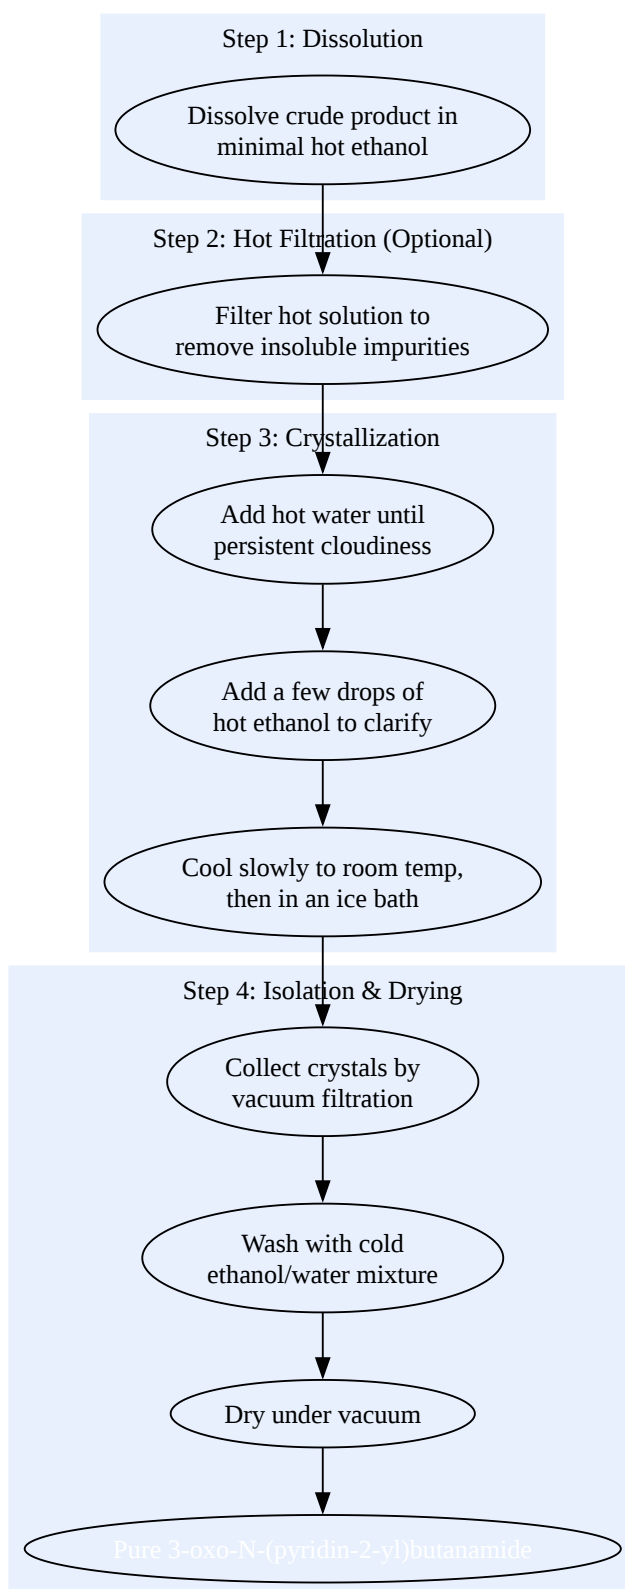 Step 1: Dissolution
Dissolve crude product in
minimal hot ethanol
Step 2: Hot Filtration (Optional)
Filter hot solution to
remove insoluble impurities
Step 3: Crystallization
Add hot water until
persistent cloudiness
Add a few drops of
hot ethanol to clarify
Cool slowly to room temp,
then in an ice bath
Step 4: Isolation & Drying
Collect crystals by
vacuum filtration
Wash with cold
ethanol/water mixture
Dry under vacuum
Pure 3-oxo-N-(pyridin-2-yl)butanamide